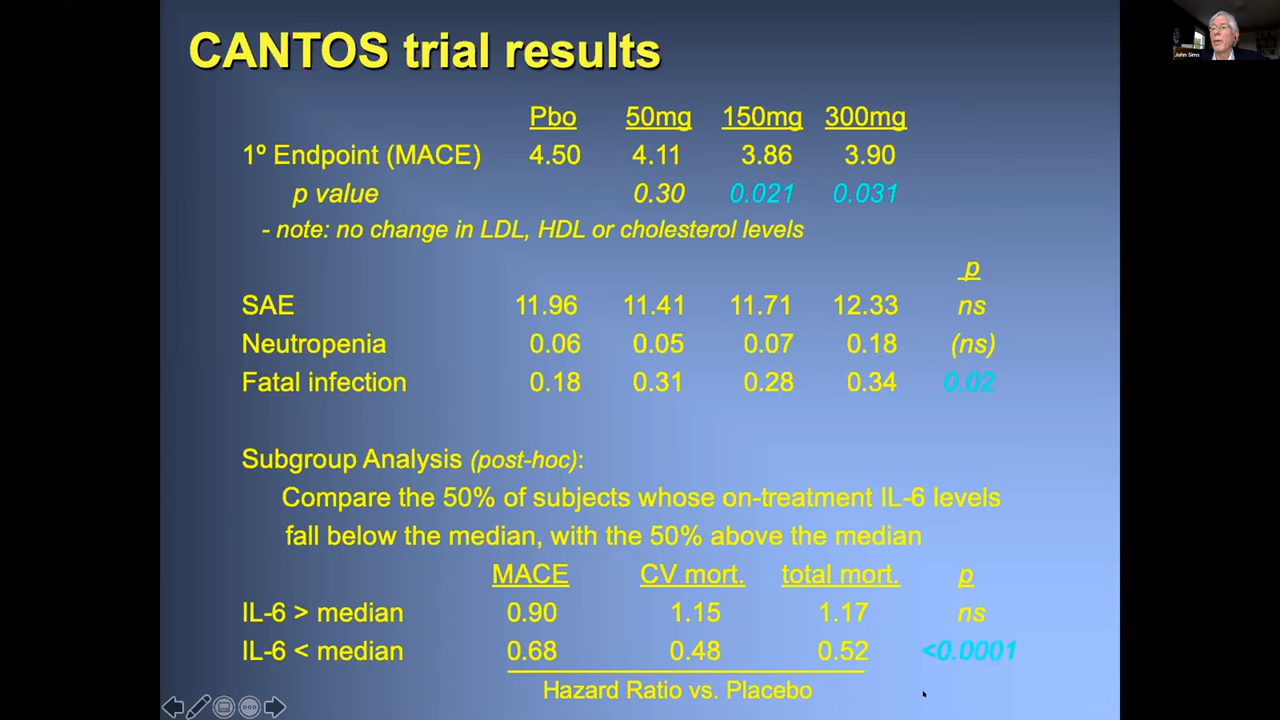 CANTOS trial results
John Sims
Pbo 50mg 150mg 300mg
1º Endpoint (MACE) 4.50 4.11 3.86 3.90
p value 0.30 0.021 0.031
- note: no change in LDL, HDL or cholesterol levels
p
SAE 11.96 11.41 11.71 12.33 ns
Neutropenia 0.06 0.05 0.07 0.18 (ns)
Fatal infection 0.18 0.31 0.28 0.34 0.02
Subgroup Analysis (post-hoc):
Compare the 50% of subjects whose on-treatment IL-6 levels
fall below the median, with the 50% above the median
MACE CV mort. total mort. p
IL-6 > median 0.90 1.15 1.17 ns
IL-6 < median 0.68 0.48 0.52 <0.0001
Hazard Ratio vs. Placebo